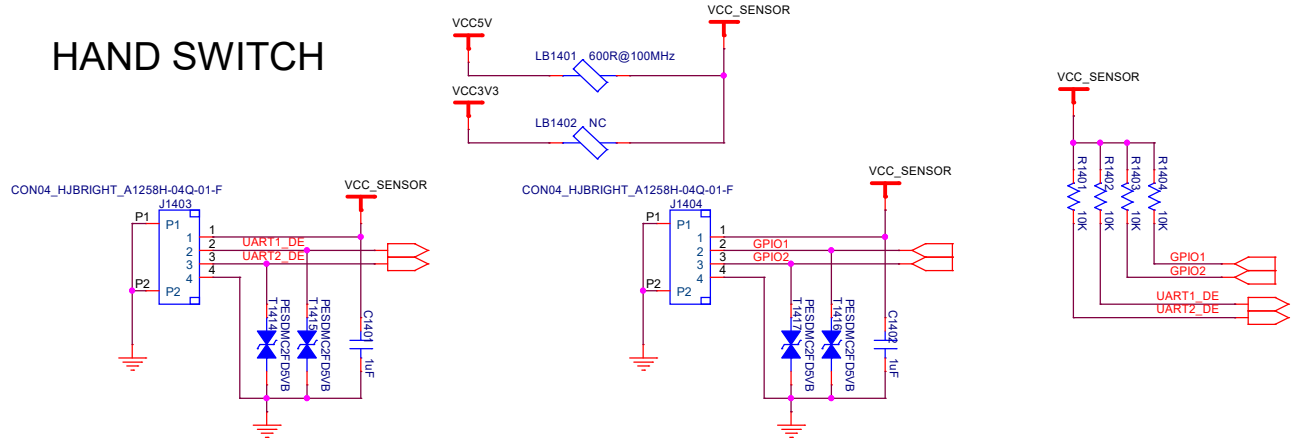 HAND SWITCH
VCC5V
VCC_SENSOR
LB1401 600R@100MHz
VCC3V3
LB1402 NC
CON04_HJBRIGHT_A1258H-04Q-01-F
J1403
P1
P1
1
1
2
2
UART1_DE
3
3
UART2_DE
4
4
P2
P2
VCC_SENSOR
T1414
PESDMC2FD5VB
T1415
PESDMC2FD5VB
C1401
1uF
CON04_HJBRIGHT_A1258H-04Q-01-F
J1404
P1
P1
1
1
2
2
GPIO1
3
3
GPIO2
4
4
P2
P2
VCC_SENSOR
T1417
PESDMC2FD5VB
T1416
PESDMC2FD5VB
C1402
1uF
VCC_SENSOR
R1401
10K
R1402
10K
R1403
10K
R1404
10K
GPIO1
GPIO2
UART1_DE
UART2_DE